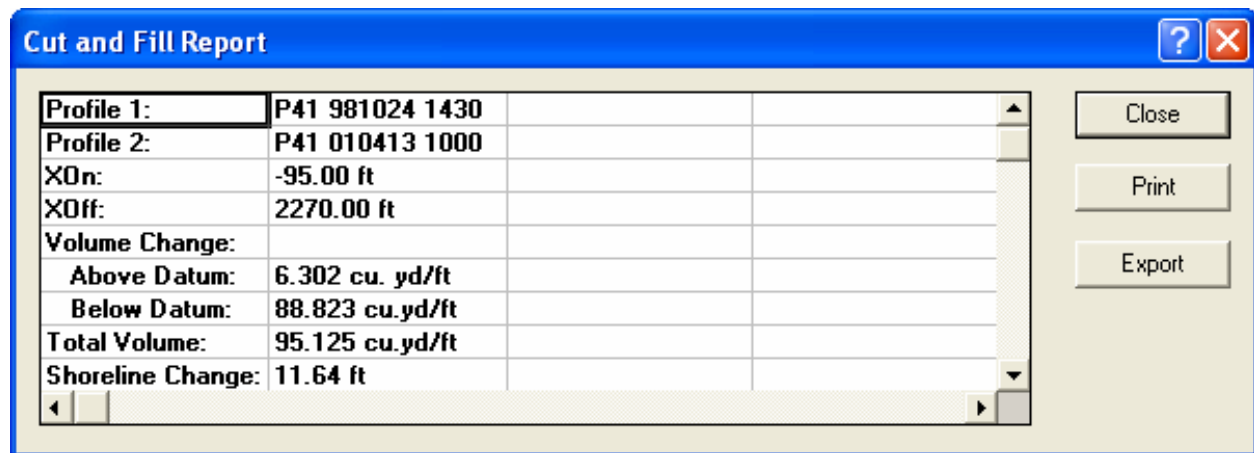 Cut and Fill Report
Profile 1: P41 981024 1430
Profile 2: P41 010413 1000
XOn: -95.00 ft
XOff: 2270.00 ft
Volume Change:
Above Datum: 6.302 cu. yd/ft
Below Datum: 88.823 cu.yd/ft
Total Volume: 95.125 cu.yd/ft
Shoreline Change: 11.64 ft
Close
Print
Export